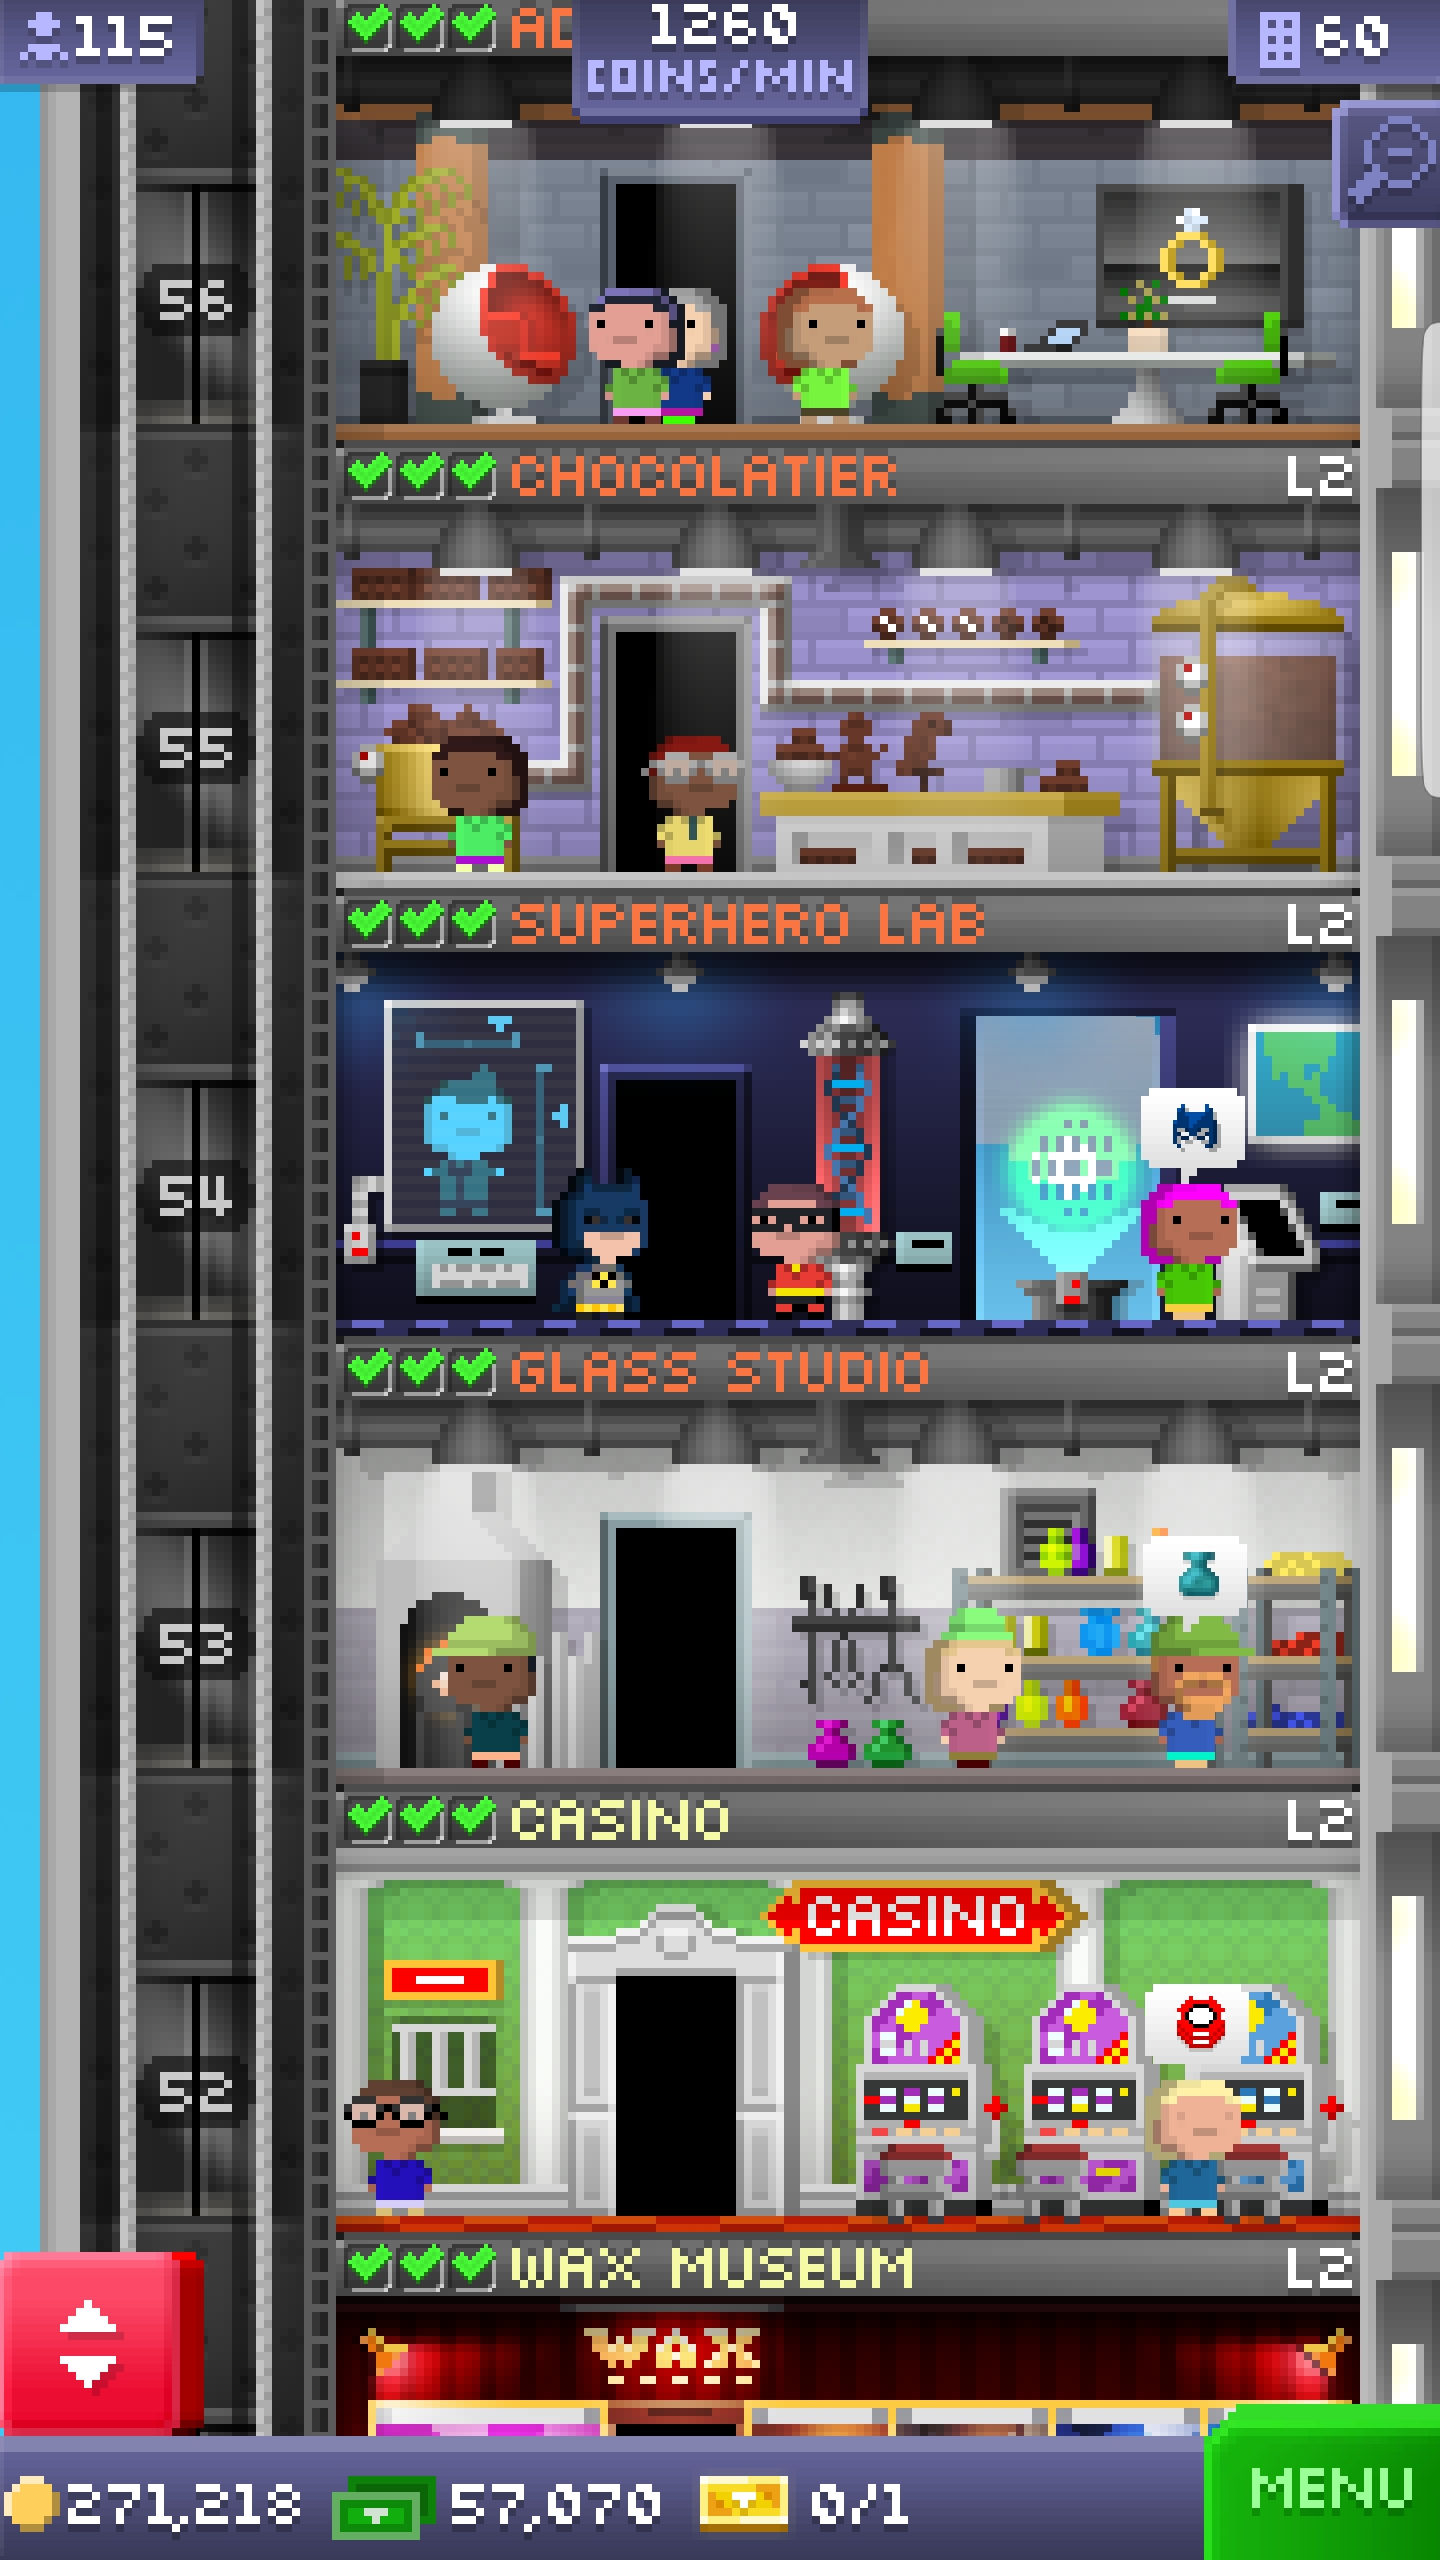 115
AD
1260
COINS/MIN
60
56
CHOCOLATIER L2
55
SUPERHERO LAB L2
54
GLASS STUDIO L2
53
CASINO L2
CASINO
52
WAX MUSEUM L2
WAX
271,218 57,070 0/1
MENU